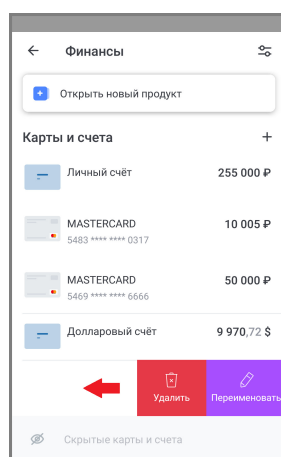 Финансы
Открыть новый продукт
Карты и счета
Личный счёт 255 000 ₽
MASTERCARD 10 005 ₽
5483 **** **** 0317
MASTERCARD 50 000 ₽
5469 **** **** 6666
Долларовый счёт 9 970,72 $
Удалить Переименовать
Скрытые карты и счета